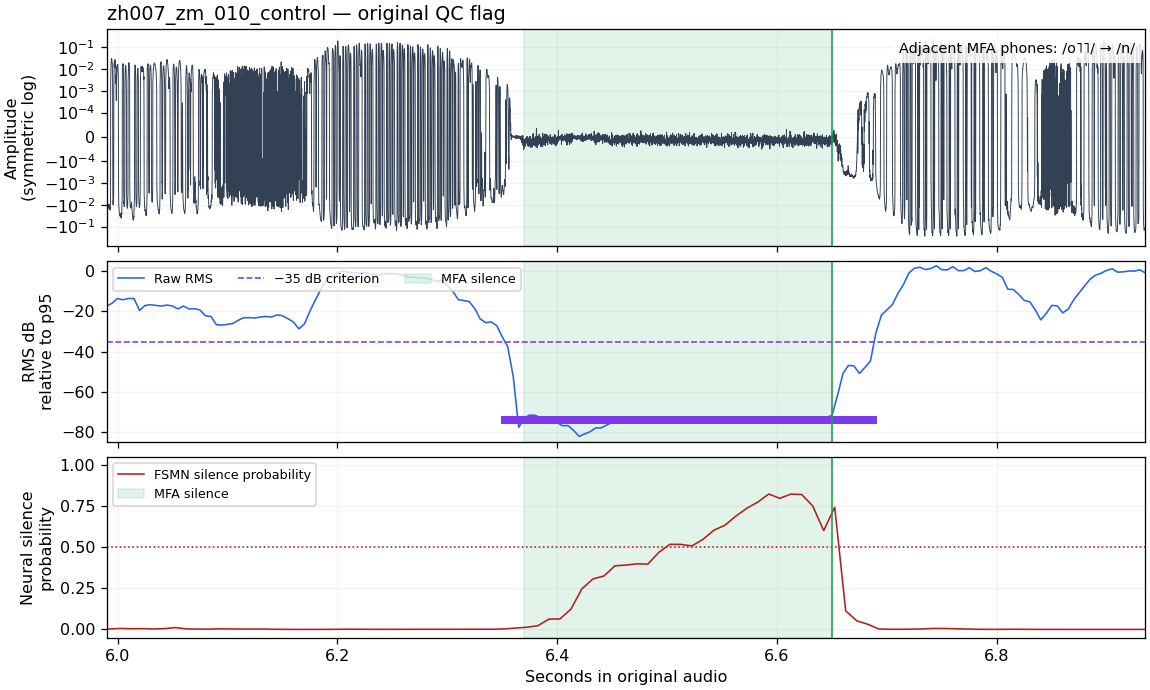 zh007_zm_010_control — original QC flag
Adjacent MFA phones: /o˥˥/ → /n/
Amplitude
(symmetric log)
10⁻¹
10⁻²
10⁻³
10⁻⁴
0
−10⁻⁴
−10⁻³
−10⁻²
−10⁻¹
RMS dB
relative to p95
0
−20
−40
−60
−80
Raw RMS
−35 dB criterion
MFA silence
Neural silence
probability
1.00
0.75
0.50
0.25
0.00
FSMN silence probability
MFA silence
6.0
6.2
6.4
6.6
6.8
Seconds in original audio